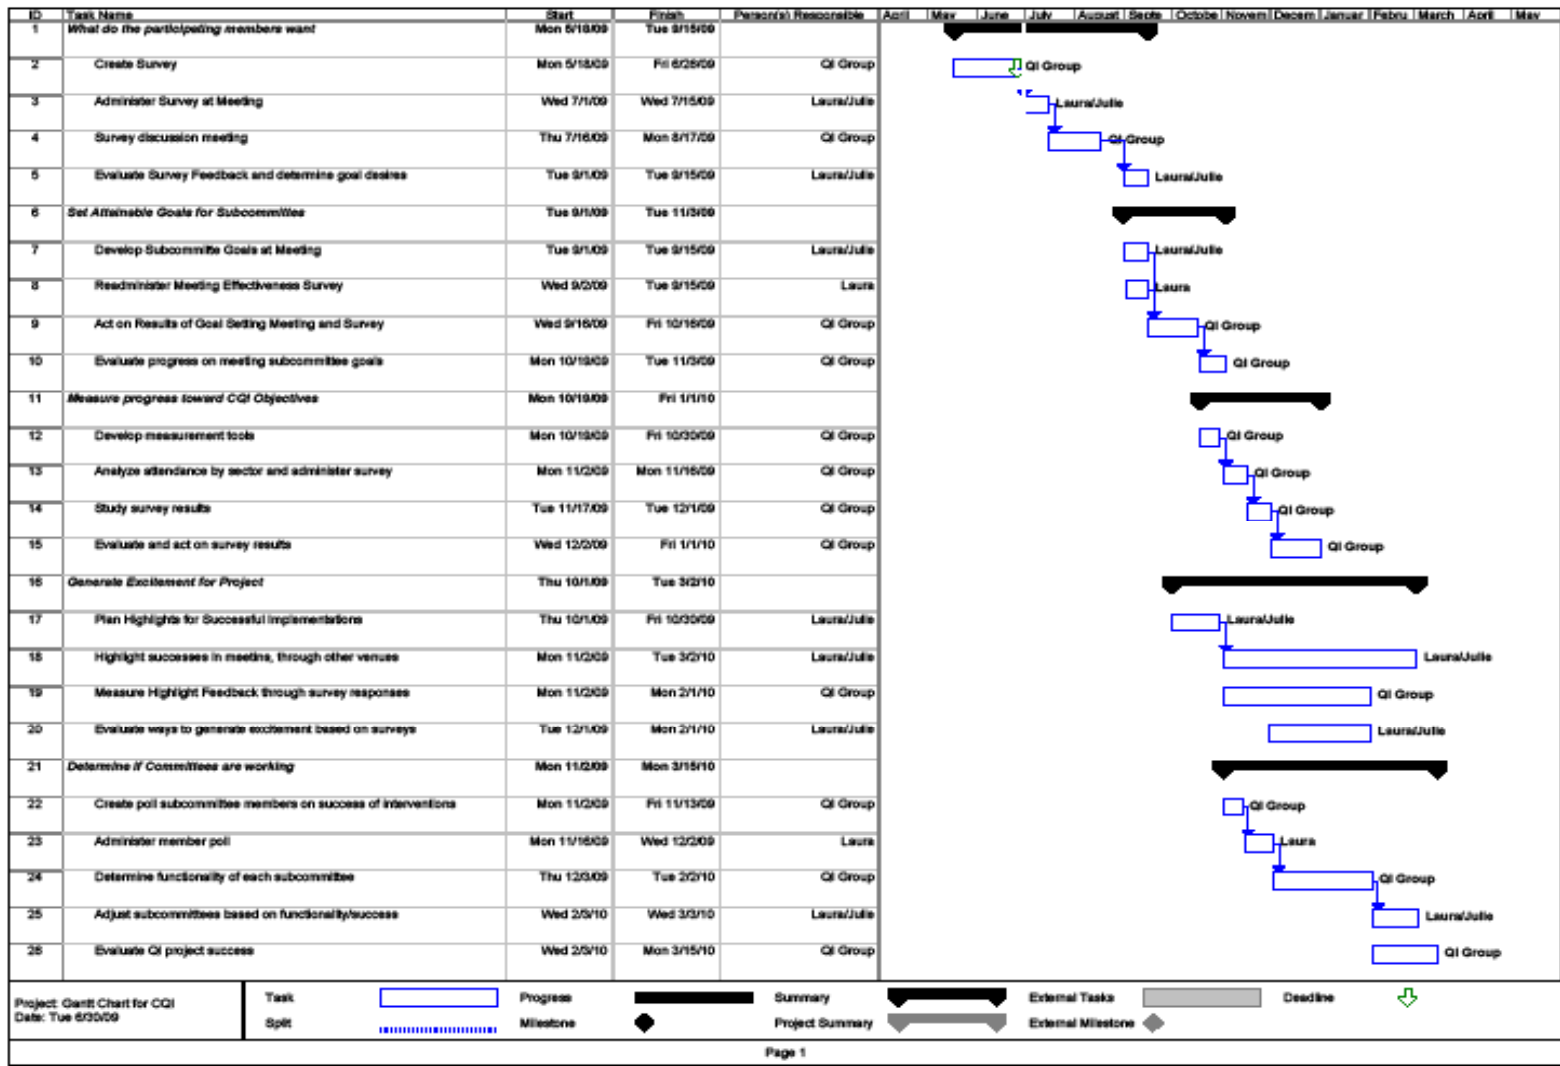 ID Task Name Start Finish Person(s) Responsible April May June July August Septe Octobe Novem Decem Januar Febru March April May
1 What do the participating members want Mon 5/18/09 Tue 9/15/09
2 Create Survey Mon 5/18/09 Fri 6/26/09 QI Group QI Group
3 Administer Survey at Meeting Wed 7/1/09 Wed 7/15/09 Laura/Julie Laura/Julie
4 Survey discussion meeting Thu 7/16/09 Mon 8/17/09 QI Group QI Group
5 Evaluate Survey Feedback and determine goal desires Tue 9/1/09 Tue 9/15/09 Laura/Julie Laura/Julie
6 Set Attainable Goals for Subcommittee Tue 9/1/09 Tue 11/3/09
7 Develop Subcommitte Goals at Meeting Tue 9/1/09 Tue 9/15/09 Laura/Julie Laura/Julie
8 Readminister Meeting Effectiveness Survey Wed 9/2/09 Tue 9/15/09 Laura Laura
9 Act on Results of Goal Setting Meeting and Survey Wed 9/16/09 Fri 10/16/09 QI Group QI Group
10 Evaluate progress on meeting subcommittee goals Mon 10/19/09 Tue 11/3/09 QI Group QI Group
11 Measure progress toward CQI Objectives Mon 10/19/09 Fri 1/1/10
12 Develop measurement tools Mon 10/19/09 Fri 10/30/09 QI Group QI Group
13 Analyze attendance by sector and administer survey Mon 11/2/09 Mon 11/16/09 QI Group QI Group
14 Study survey results Tue 11/17/09 Tue 12/1/09 QI Group QI Group
15 Evaluate and act on survey results Wed 12/2/09 Fri 1/1/10 QI Group QI Group
16 Generate Excitement for Project Thu 10/1/09 Tue 3/2/10
17 Plan Highlights for Successful Implementations Thu 10/1/09 Fri 10/30/09 Laura/Julie Laura/Julie
18 Highlight successes in meetins, through other venues Mon 11/2/09 Tue 3/2/10 Laura/Julie Laura/Julie
19 Measure Highlight Feedback through survey responses Mon 11/2/09 Mon 2/1/10 QI Group QI Group
20 Evaluate ways to generate excitement based on surveys Tue 12/1/09 Mon 2/1/10 Laura/Julie Laura/Julie
21 Determine if Committees are working Mon 11/2/09 Mon 3/15/10
22 Create poll subcommittee members on success of interventions Mon 11/2/09 Fri 11/13/09 QI Group QI Group
23 Administer member poll Mon 11/16/09 Wed 12/2/09 Laura Laura
24 Determine functionality of each subcommittee Thu 12/3/09 Tue 2/2/10 QI Group QI Group
25 Adjust subcommittees based on functionality/success Wed 2/3/10 Wed 3/3/10 Laura/Julie Laura/Julie
26 Evaluate QI project success Wed 2/3/10 Mon 3/15/10 QI Group QI Group
Project: Gantt Chart for CQI
Date: Tue 6/30/09
Task Progress Summary External Tasks Deadline
Split Milestone Project Summary External Milestone
Page 1